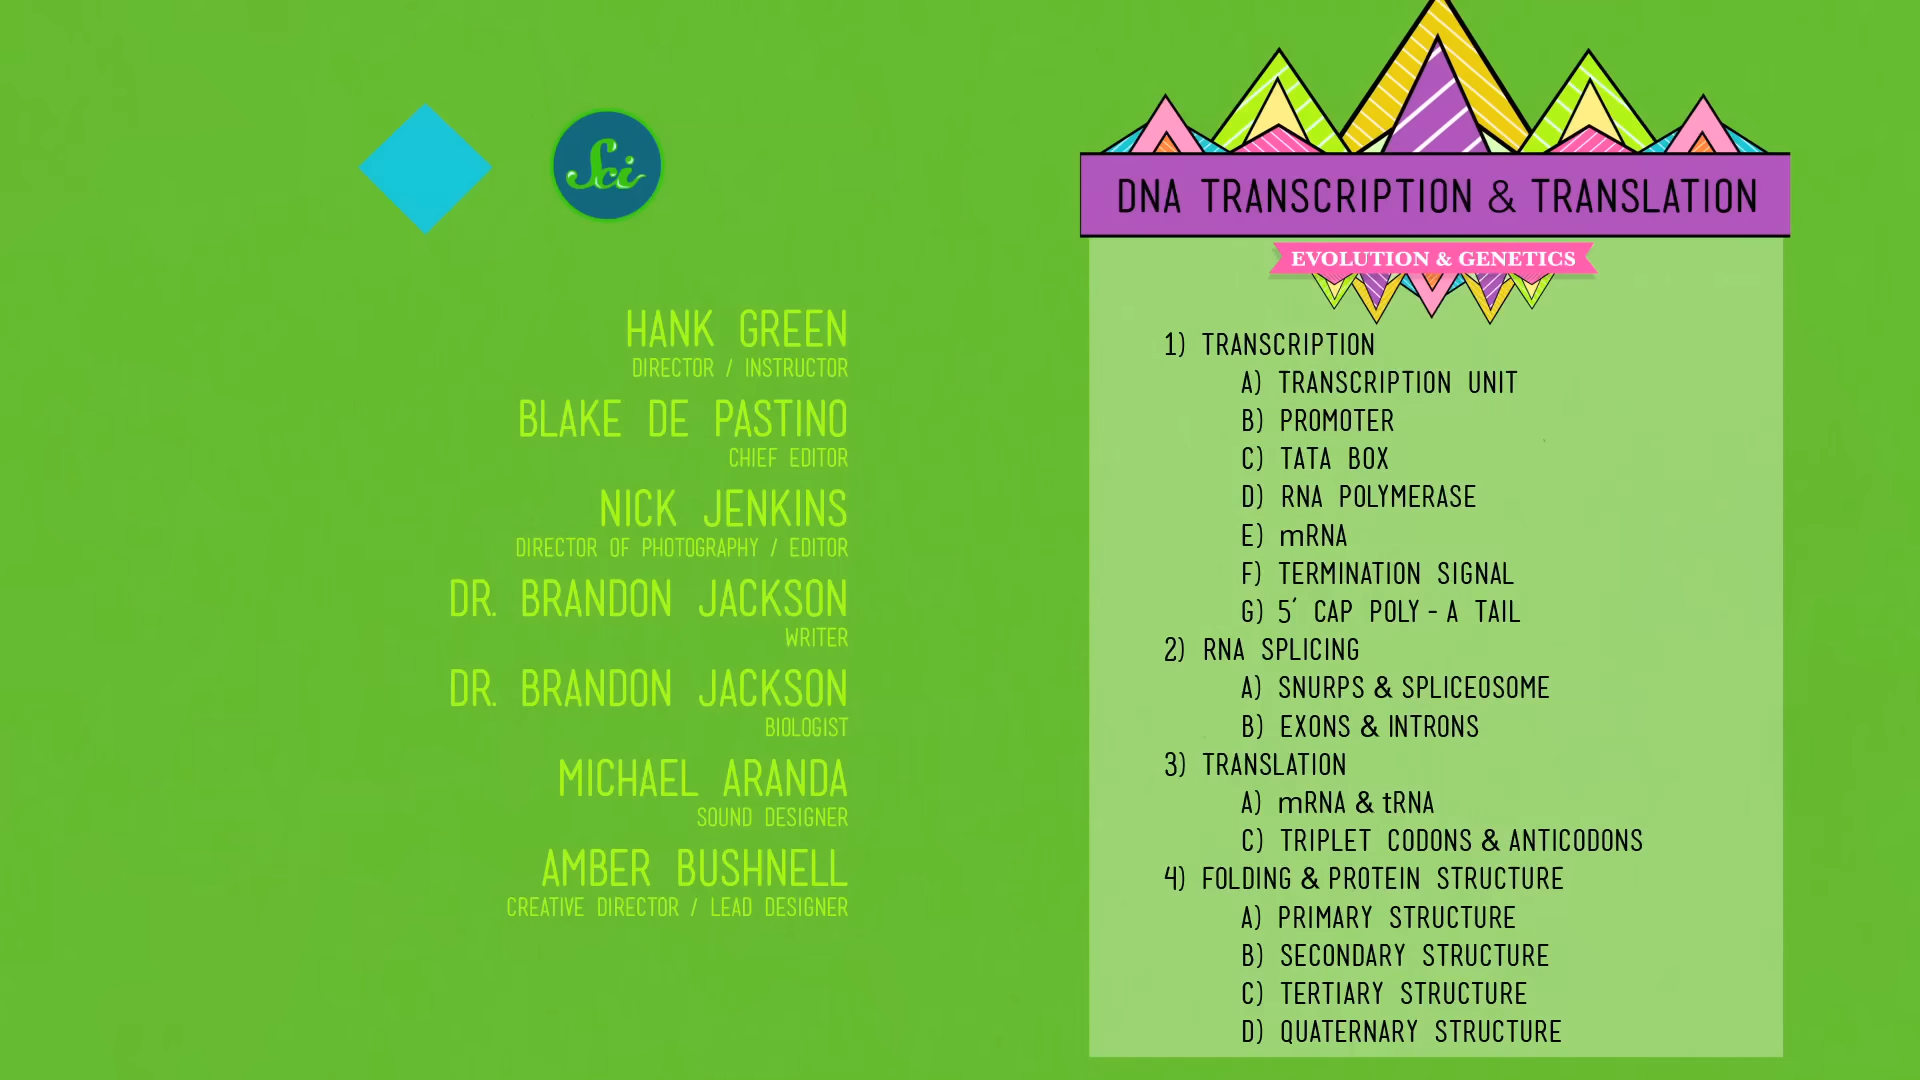 Sci
HANK GREEN
DIRECTOR / INSTRUCTOR
BLAKE DE PASTINO
CHIEF EDITOR
NICK JENKINS
DIRECTOR OF PHOTOGRAPHY / EDITOR
DR. BRANDON JACKSON
WRITER
DR. BRANDON JACKSON
BIOLOGIST
MICHAEL ARANDA
SOUND DESIGNER
AMBER BUSHNELL
CREATIVE DIRECTOR / LEAD DESIGNER
DNA TRANSCRIPTION & TRANSLATION
EVOLUTION & GENETICS
1) TRANSCRIPTION
A) TRANSCRIPTION UNIT
B) PROMOTER
C) TATA BOX
D) RNA POLYMERASE
E) mRNA
F) TERMINATION SIGNAL
G) 5' CAP POLY - A TAIL
2) RNA SPLICING
A) SNURPS & SPLICEOSOME
B) EXONS & INTRONS
3) TRANSLATION
A) mRNA & tRNA
C) TRIPLET CODONS & ANTICODONS
4) FOLDING & PROTEIN STRUCTURE
A) PRIMARY STRUCTURE
B) SECONDARY STRUCTURE
C) TERTIARY STRUCTURE
D) QUATERNARY STRUCTURE